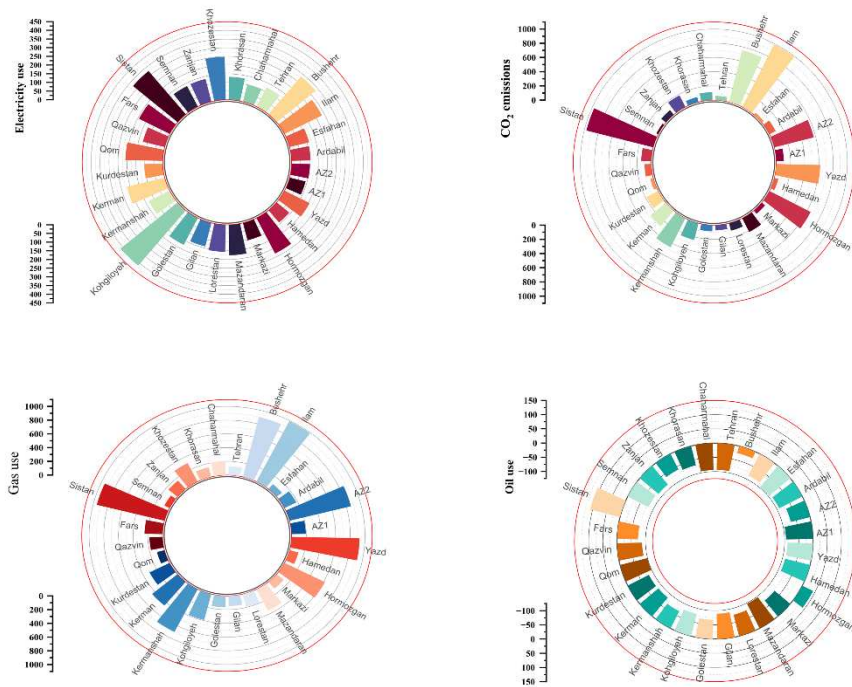 Electricity use
450
400
350
300
250
200
150
100
50
0
0
50
100
150
200
250
300
350
400
450
Khozestan
Khorasan
Chaharmahal
Tehran
Bushehr
Ilam
Esfahan
Ardabil
AZ2
AZ1
Yazd
Hamedan
Hormozgan
Markazi
Mazandaran
Lorestan
Gilan
Golestan
Kohgiloyeh
Kermanshah
Kerman
Kurdestan
Qom
Qazvin
Fars
Sistan
Semnan
Zanjan
CO2 emissions
1000
800
600
400
200
0
0
200
400
600
800
1000
Chaharmahal
Tehran
Bushehr
Ilam
Esfahan
Ardabil
AZ2
AZ1
Yazd
Hamedan
Hormozgan
Markazi
Mazandaran
Lorestan
Gilan
Golestan
Kohgiloyeh
Kermanshah
Kerman
Kurdestan
Qom
Qazvin
Fars
Sistan
Semnan
Zanjan
Khozestan
Khorasan
Gas use
1000
800
600
400
200
0
0
200
400
600
800
1000
Chaharmahal
Tehran
Bushehr
Ilam
Esfahan
Ardabil
AZ2
AZ1
Yazd
Hamedan
Hormozgan
Markazi
Mazandaran
Lorestan
Gilan
Golestan
Kohgiloyeh
Kermanshah
Kerman
Kurdestan
Qom
Qazvin
Fars
Sistan
Semnan
Zanjan
Khozestan
Khorasan
Oil use
150
100
50
0
−50
−100
−100
−50
0
50
100
150
Chaharmahal
Tehran
Bushehr
Ilam
Esfahan
Ardabil
AZ2
AZ1
Yazd
Hamedan
Hormozgan
Markazi
Mazandaran
Lorestan
Gilan
Golestan
Kohgiloyeh
Kermanshah
Kerman
Kurdestan
Qom
Qazvin
Fars
Sistan
Semnan
Zanjan
Khozestan
Khorasan